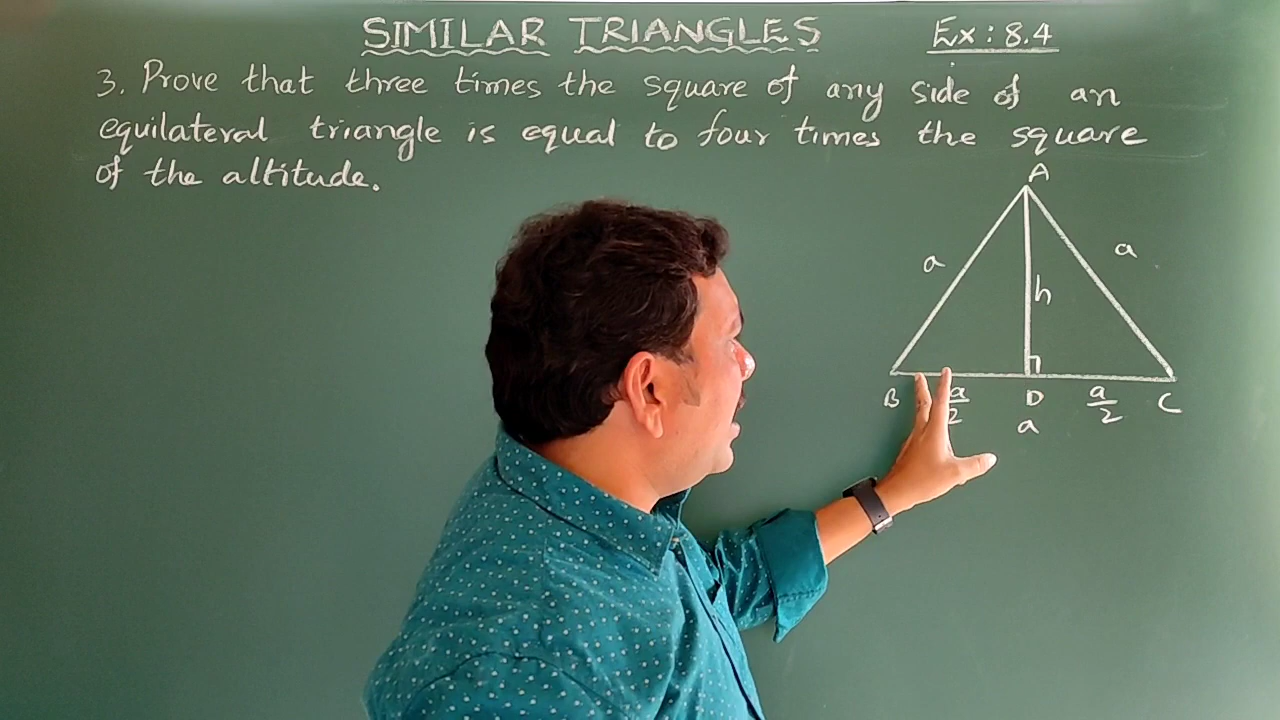 SIMILAR TRIANGLES Ex: 8.4
3. Prove that three times the square of any side of an
equilateral triangle is equal to four times the square
of the altitude.
A
a a
h
B a/2 D a/2 C
a